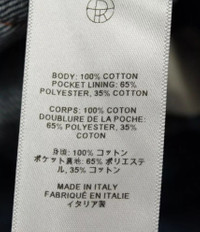 BODY: 100% COTTON
POCKET LINING: 65%
POLYESTER, 35% COTTON
CORPS: 100% COTON
DOUBLURE DE LA POCHE:
65% POLYESTER, 35%
COTON
身頃: 100% コットン
ポケット裏地: 65% ポリエステ
ル, 35% コットン
MADE IN ITALY
FABRIQUÉ EN ITALIE
イタリア製